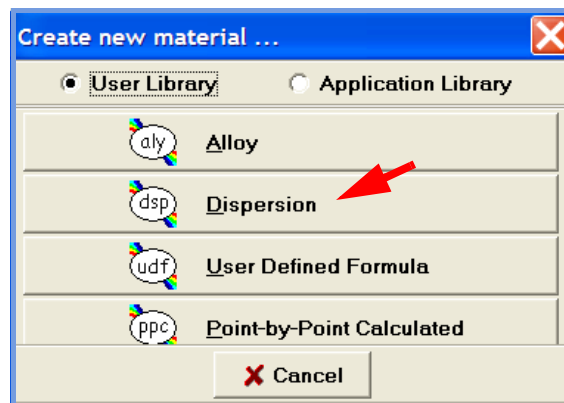 Create new material ...
User Library Application Library
aly Alloy
dsp Dispersion
udf User Defined Formula
ppc Point-by-Point Calculated
Cancel